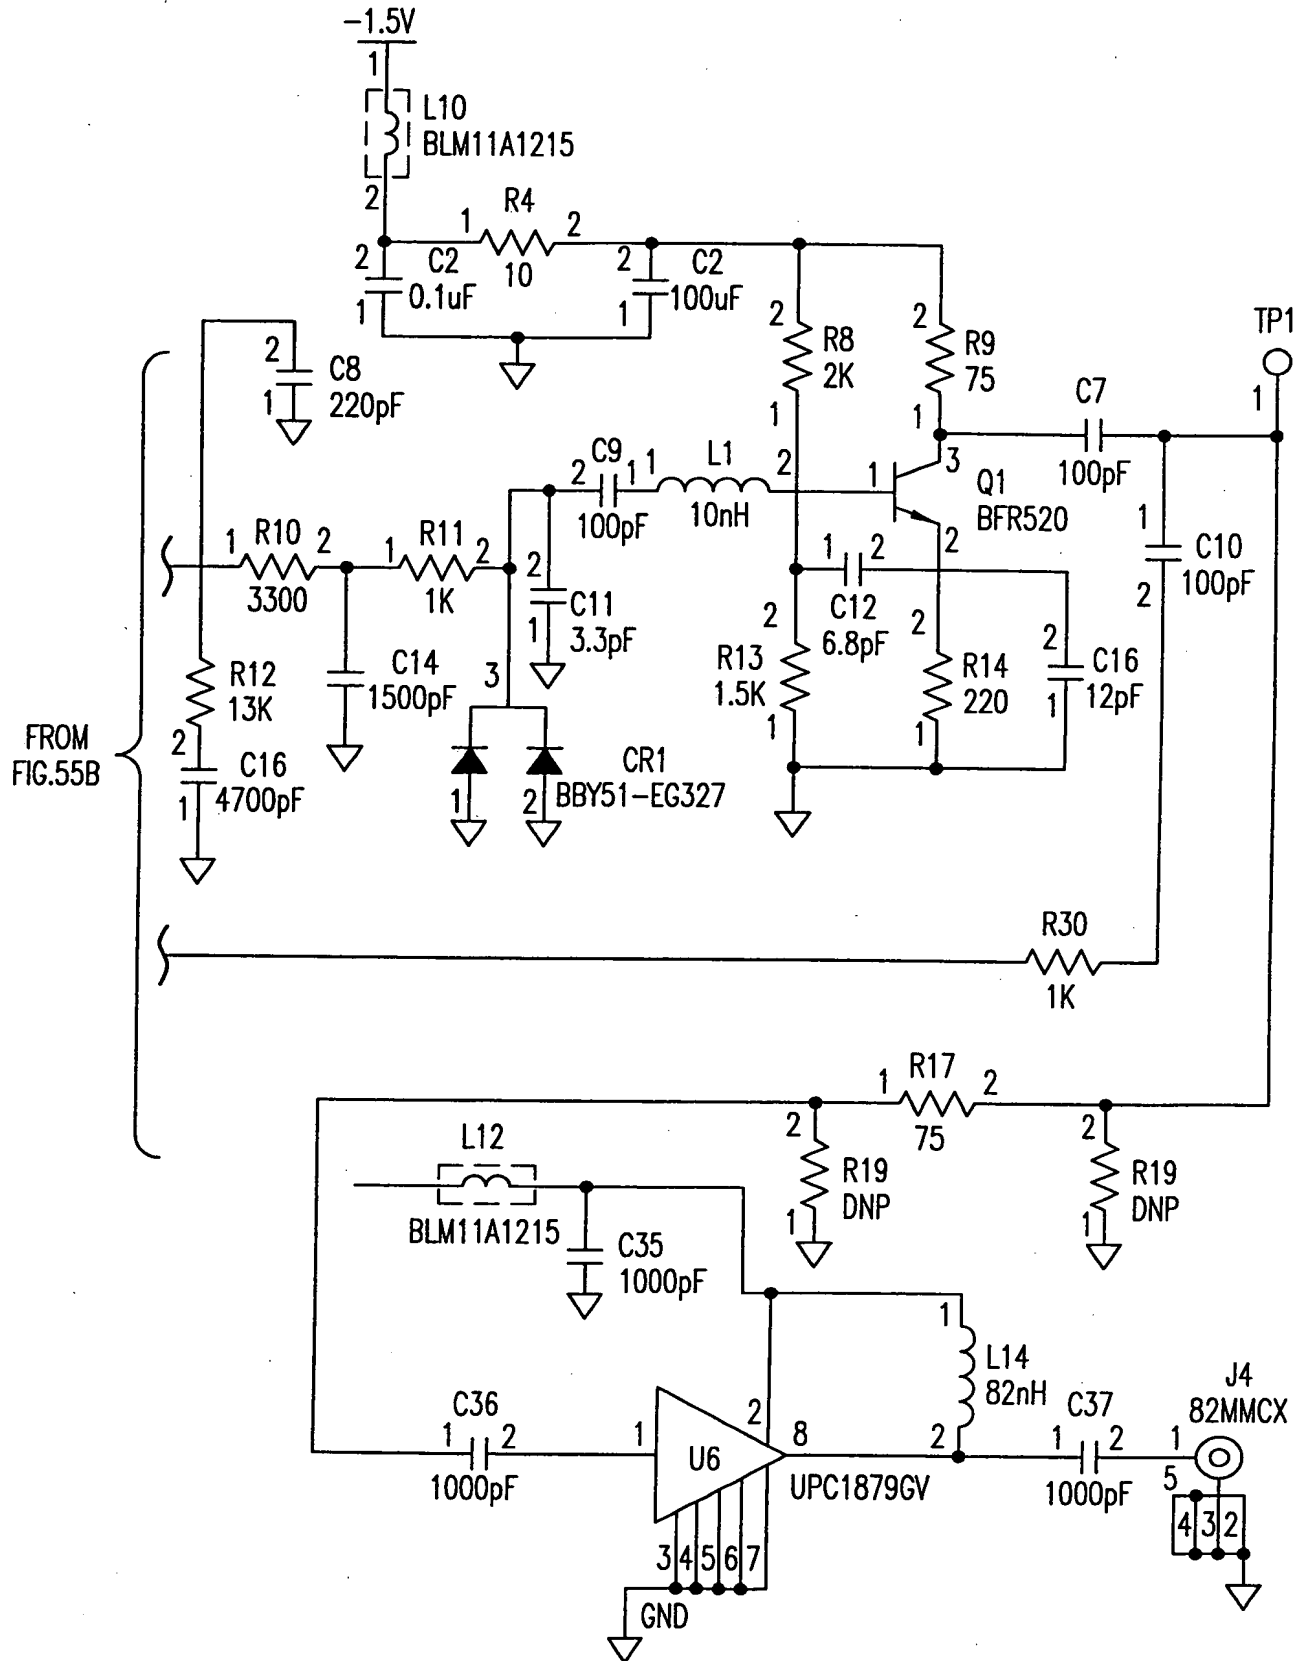 -1.5V
1
L10
BLM11A1215
2
R4
1
2
10
2
C2
0.1uF
1
2
C2
100uF
1
2
R8
2K
1
2
R9
75
1
TP1
1
2
C8
220pF
1
C7
100pF
2
C9
1
100pF
1
L1
2
10nH
1
3
Q1
BFR520
2
1
C10
100pF
2
1
R10
2
3300
1
R11
2
1K
2
C11
3.3pF
1
1
2
C12
6.8pF
R12
13K
C14
1500pF
3
2
R13
1.5K
1
2
R14
220
1
2
C16
12pF
1
FROM
FIG.55B
2
C16
4700pF
1
1
2
CR1
BBY51-EG327
R30
1K
1
R17
2
75
2
R19
DNP
1
2
R19
DNP
1
L12
BLM11A1215
C35
1000pF
1
L14
82nH
2
1
C36
2
1000pF
1
2
U6
8
UPC1879GV
3
4
5
6
7
GND
1
C37
2
1000pF
J4
82MMCX
1
5
4
3
2